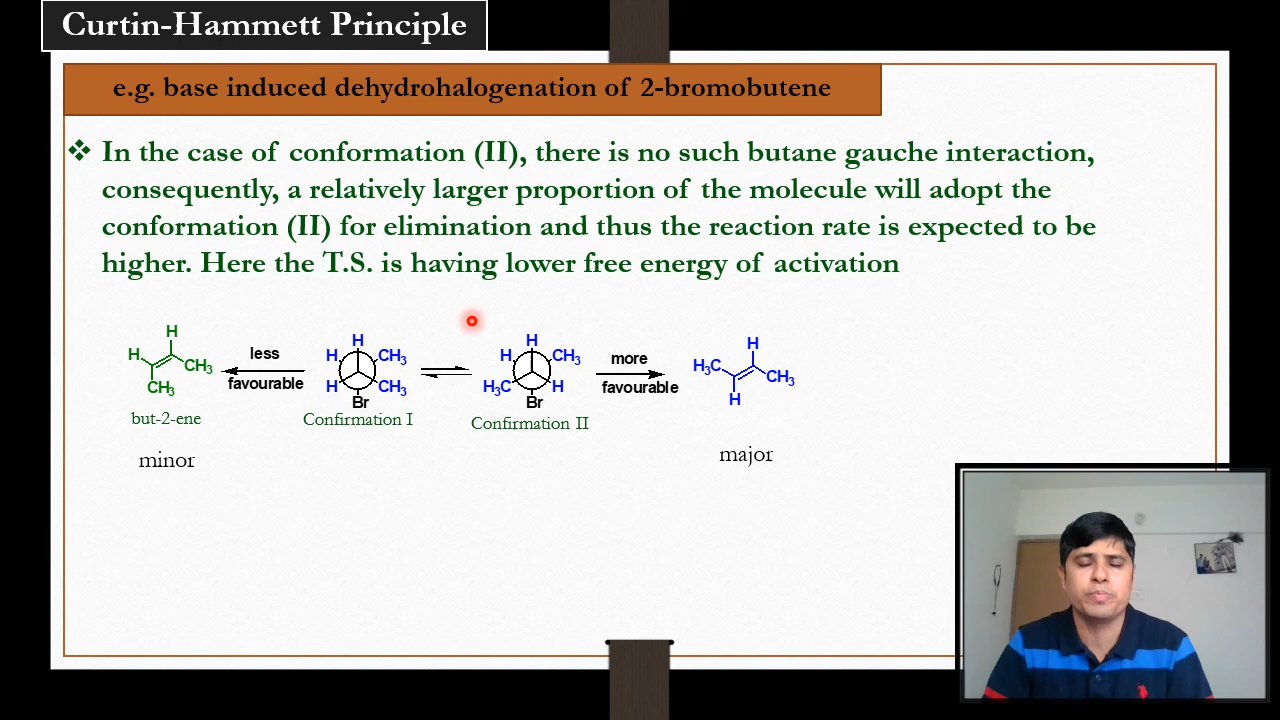 Curtin-Hammett Principle
e.g. base induced dehydrohalogenation of 2-bromobutene
❖ In the case of conformation (II), there is no such butane gauche interaction,
consequently, a relatively larger proportion of the molecule will adopt the
conformation (II) for elimination and thus the reaction rate is expected to be
higher. Here the T.S. is having lower free energy of activation
H
H
CH3
CH3
but-2-ene
minor
less
favourable
H
H CH3
H CH3
Br
Confirmation I
H
H CH3
H3C H
Br
Confirmation II
more
favourable
H
H3C
CH3
H
major